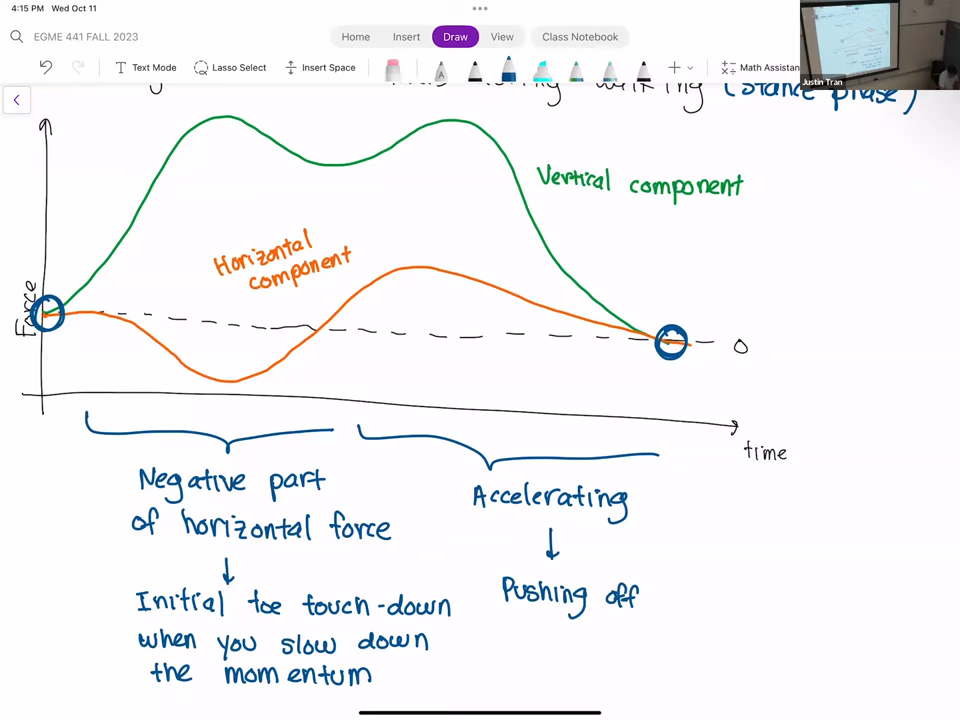 4:15 PM Wed Oct 11
EGME 441 FALL 2023
Home Insert Draw View Class Notebook
Text Mode Lasso Select Insert Space Math Assistan
Justin Tran
walking (stance phase)
Vertical component
Horizontal
component
Force
0
time
Negative part
of horizontal force
Initial toe touch-down
when you slow down
the momentum
Accelerating
Pushing off